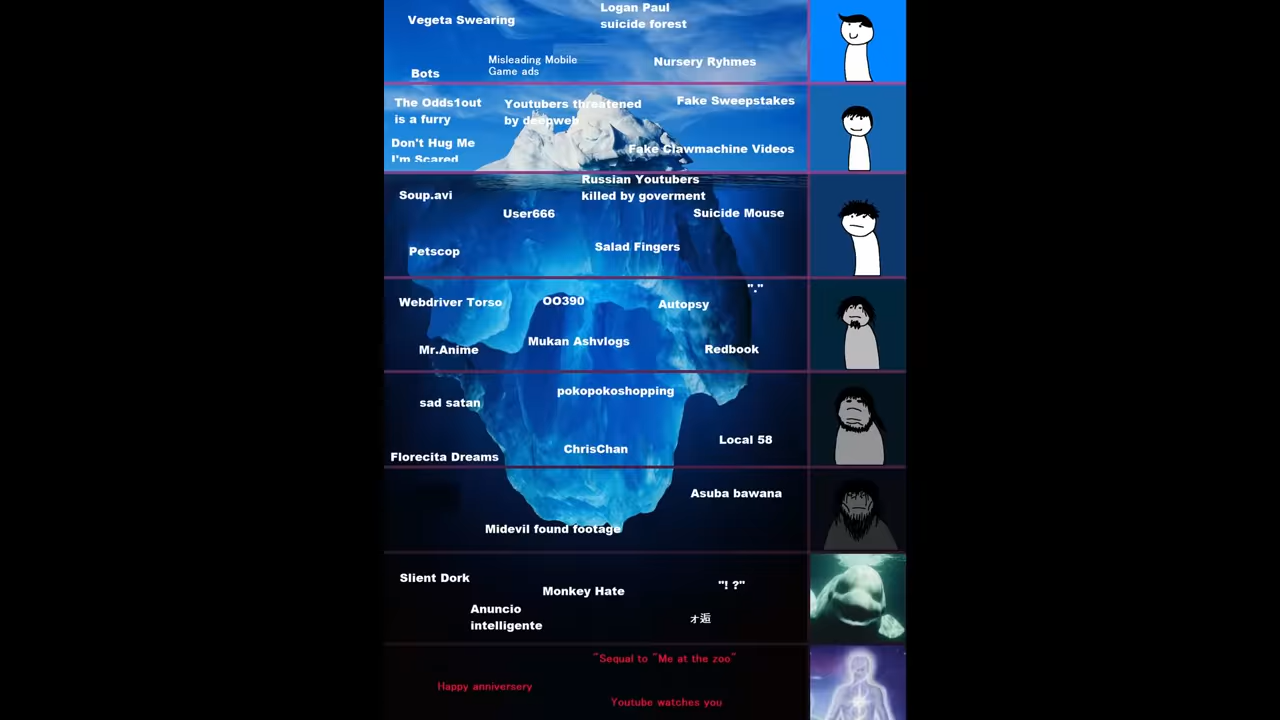 Vegeta Swearing
Logan Paul
suicide forest
Bots
Misleading Mobile
Game ads
Nursery Ryhmes
The Odds1out
is a furry
Youtubers threatened
by deepweb
Fake Sweepstakes
Don't Hug Me
I'm Scared
Fake Clawmachine Videos
Soup.avi
Russian Youtubers
killed by goverment
User666
Suicide Mouse
Petscop
Salad Fingers
"."
Webdriver Torso
OO390
Autopsy
Mr.Anime
Mukan Ashvlogs
Redbook
sad satan
pokopokoshopping
Florecita Dreams
ChrisChan
Local 58
Asuba bawana
Midevil found footage
Slient Dork
Monkey Hate
"! ?"
Anuncio
intelligente
オ逅
"Sequal to "Me at the zoo"
Happy anniversery
Youtube watches you